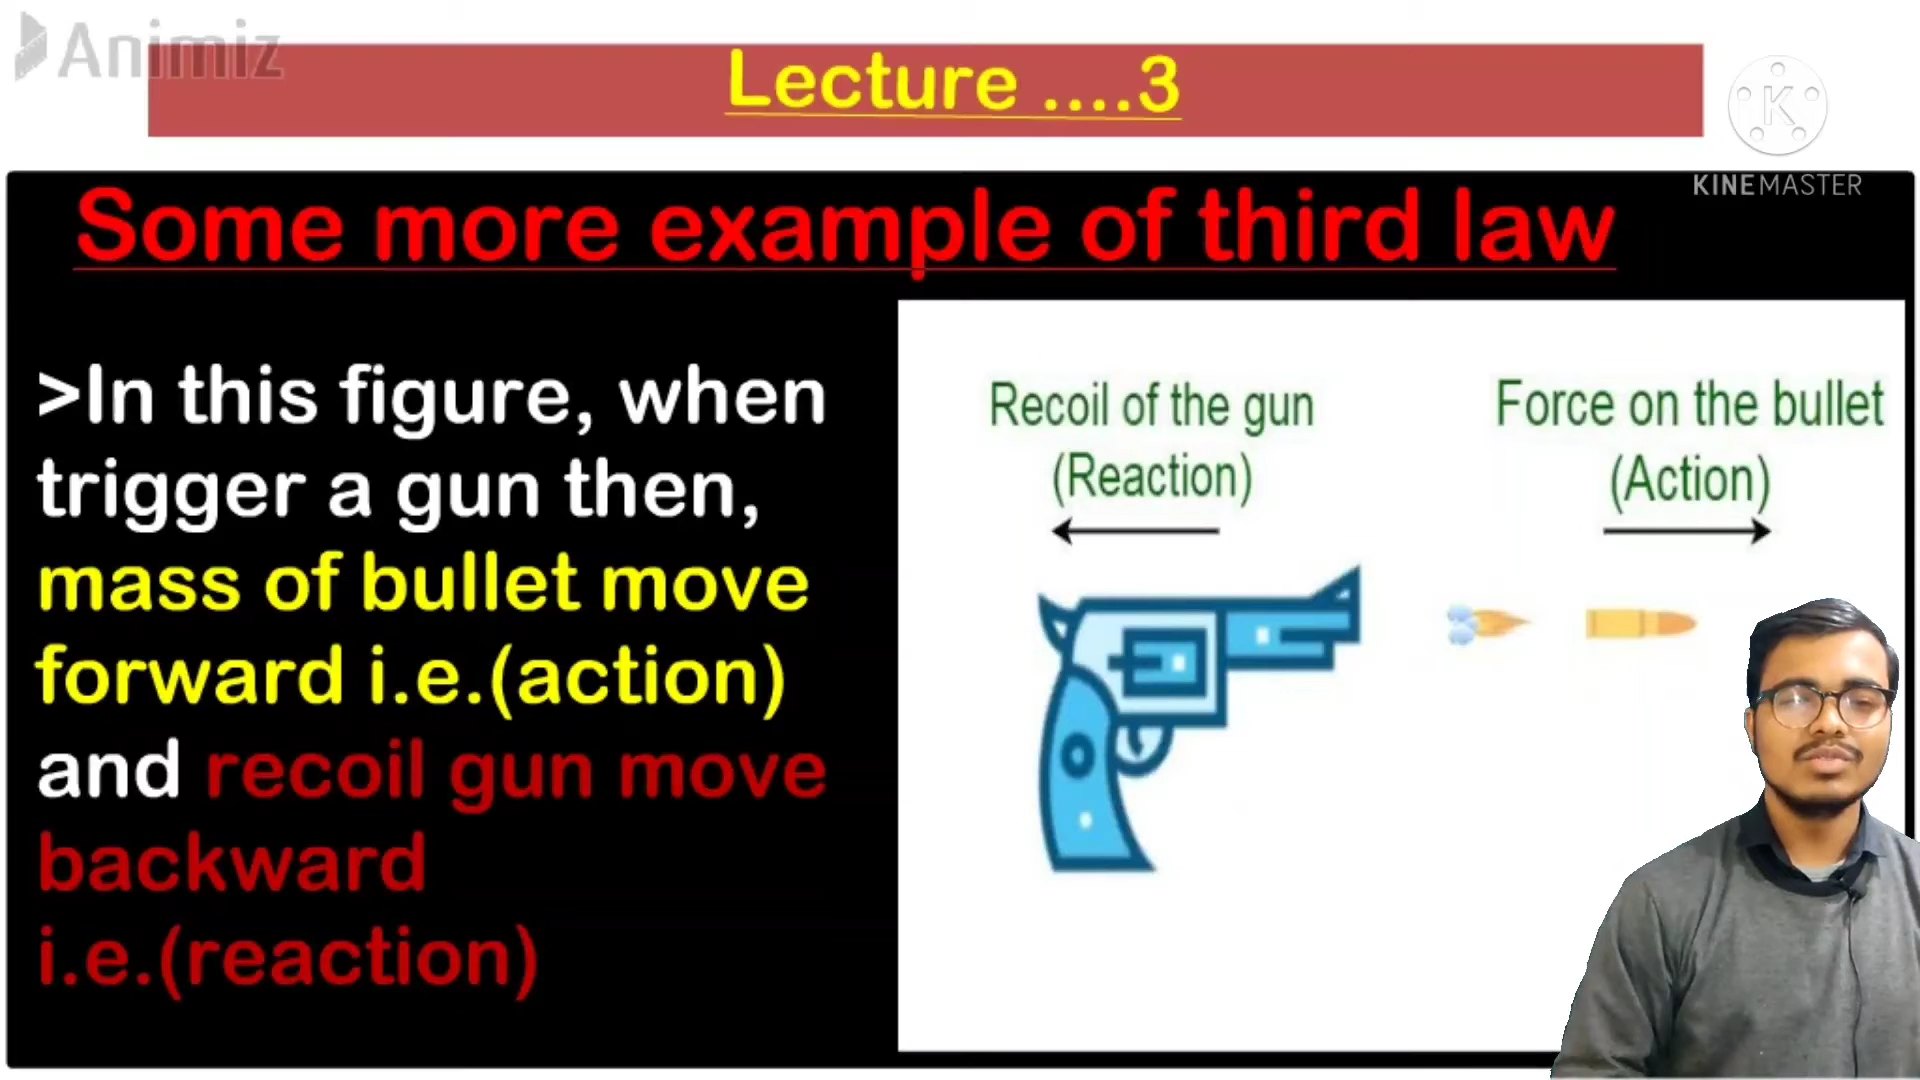 Animiz
Lecture ....3
K
KINEMASTER
Some more example of third law
>In this figure, when
trigger a gun then,
mass of bullet move
forward i.e.(action)
and recoil gun move
backward
i.e.(reaction)
Recoil of the gun
(Reaction)
Force on the bullet
(Action)